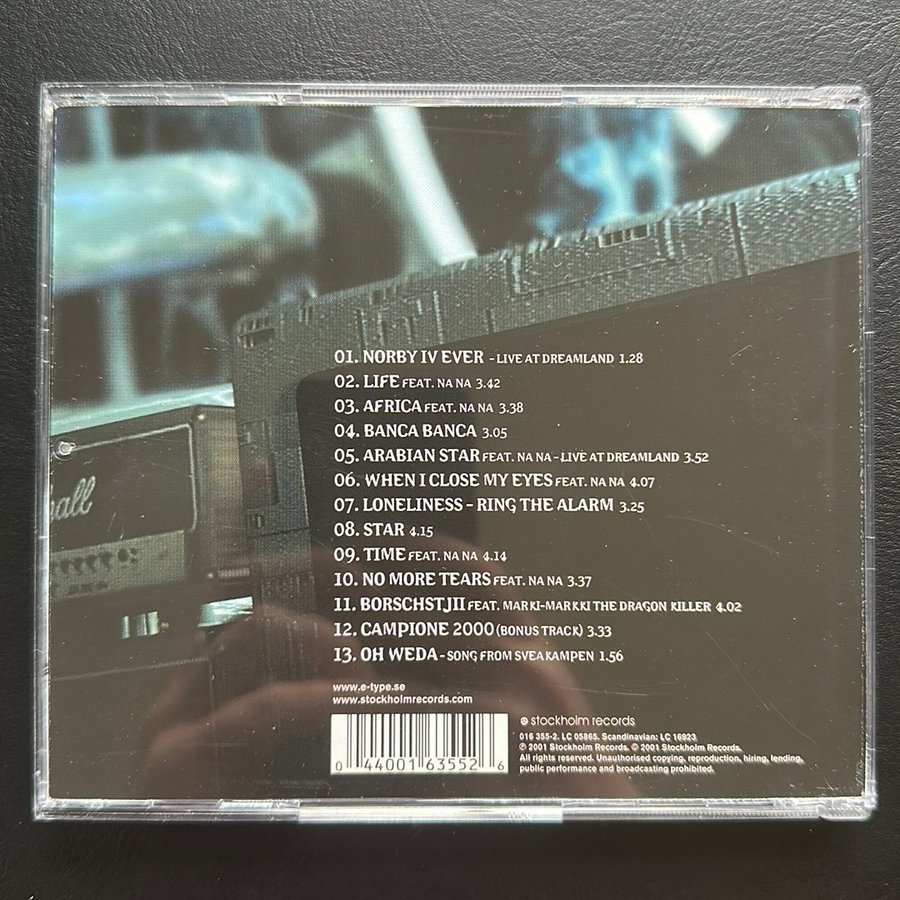 01. NORBY IV EVER - LIVE AT DREAMLAND 1.28
02. LIFE FEAT. NA NA 3.42
03. AFRICA FEAT. NA NA 3.38
04. BANCA BANCA 3.05
05. ARABIAN STAR FEAT. NA NA - LIVE AT DREAMLAND 3.52
06. WHEN I CLOSE MY EYES FEAT. NA NA 4.07
07. LONELINESS - RING THE ALARM 3.25
08. STAR 4.15
09. TIME FEAT. NA NA 4.14
10. NO MORE TEARS FEAT. NA NA 3.37
11. BORSCHSTJII FEAT. MARKI-MARKKI THE DRAGON KILLER 4.02
12. CAMPIONE 2000 (BONUS TRACK) 3.33
13. OH WEDA - SONG FROM SVEAKAMPEN 1.56
www.e-type.se
www.stockholmrecords.com
stockholm records
016 355-2. LC 05865. Scandinavian: LC 16923
℗ 2001 Stockholm Records. © 2001 Stockholm Records.
All rights reserved. Unauthorised copying, reproduction, hiring, lending,
public performance and broadcasting prohibited.
0 44001 63552 6